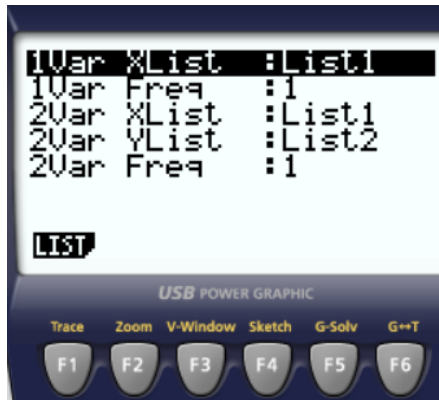 1Var XList :List1
1Var Freq :1
2Var XList :List1
2Var YList :List2
2Var Freq :1
LIST
USB POWER GRAPHIC
Trace Zoom V-Window Sketch G-Solv G↔T
F1 F2 F3 F4 F5 F6